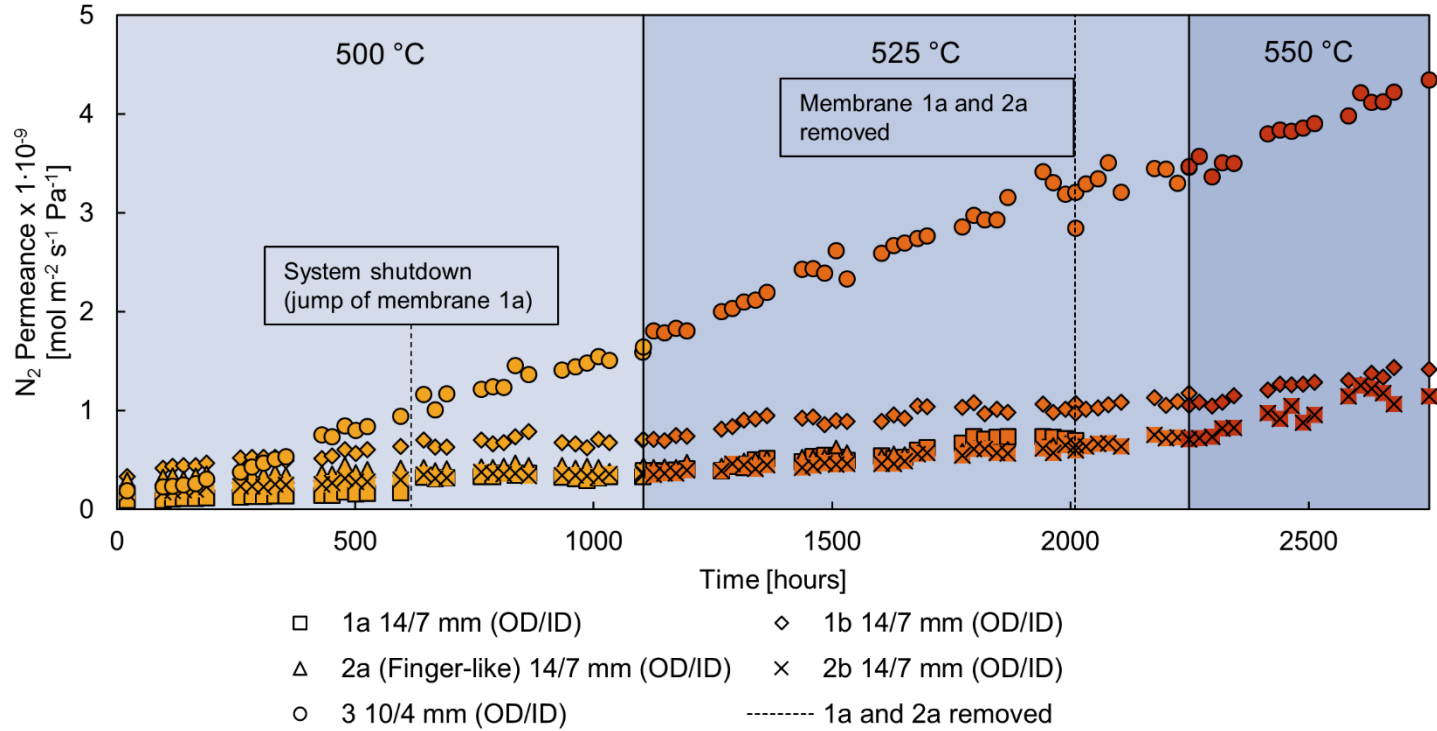 5
4
3
2
1
0
N₂ Permeance x 1·10⁻⁹
[mol m⁻² s⁻¹ Pa⁻¹]
500 °C
525 °C
550 °C
Membrane 1a and 2a
removed
System shutdown
(jump of membrane 1a)
0
500
1000
1500
2000
2500
Time [hours]
1a 14/7 mm (OD/ID)
1b 14/7 mm (OD/ID)
2a (Finger-like) 14/7 mm (OD/ID)
2b 14/7 mm (OD/ID)
3 10/4 mm (OD/ID)
1a and 2a removed